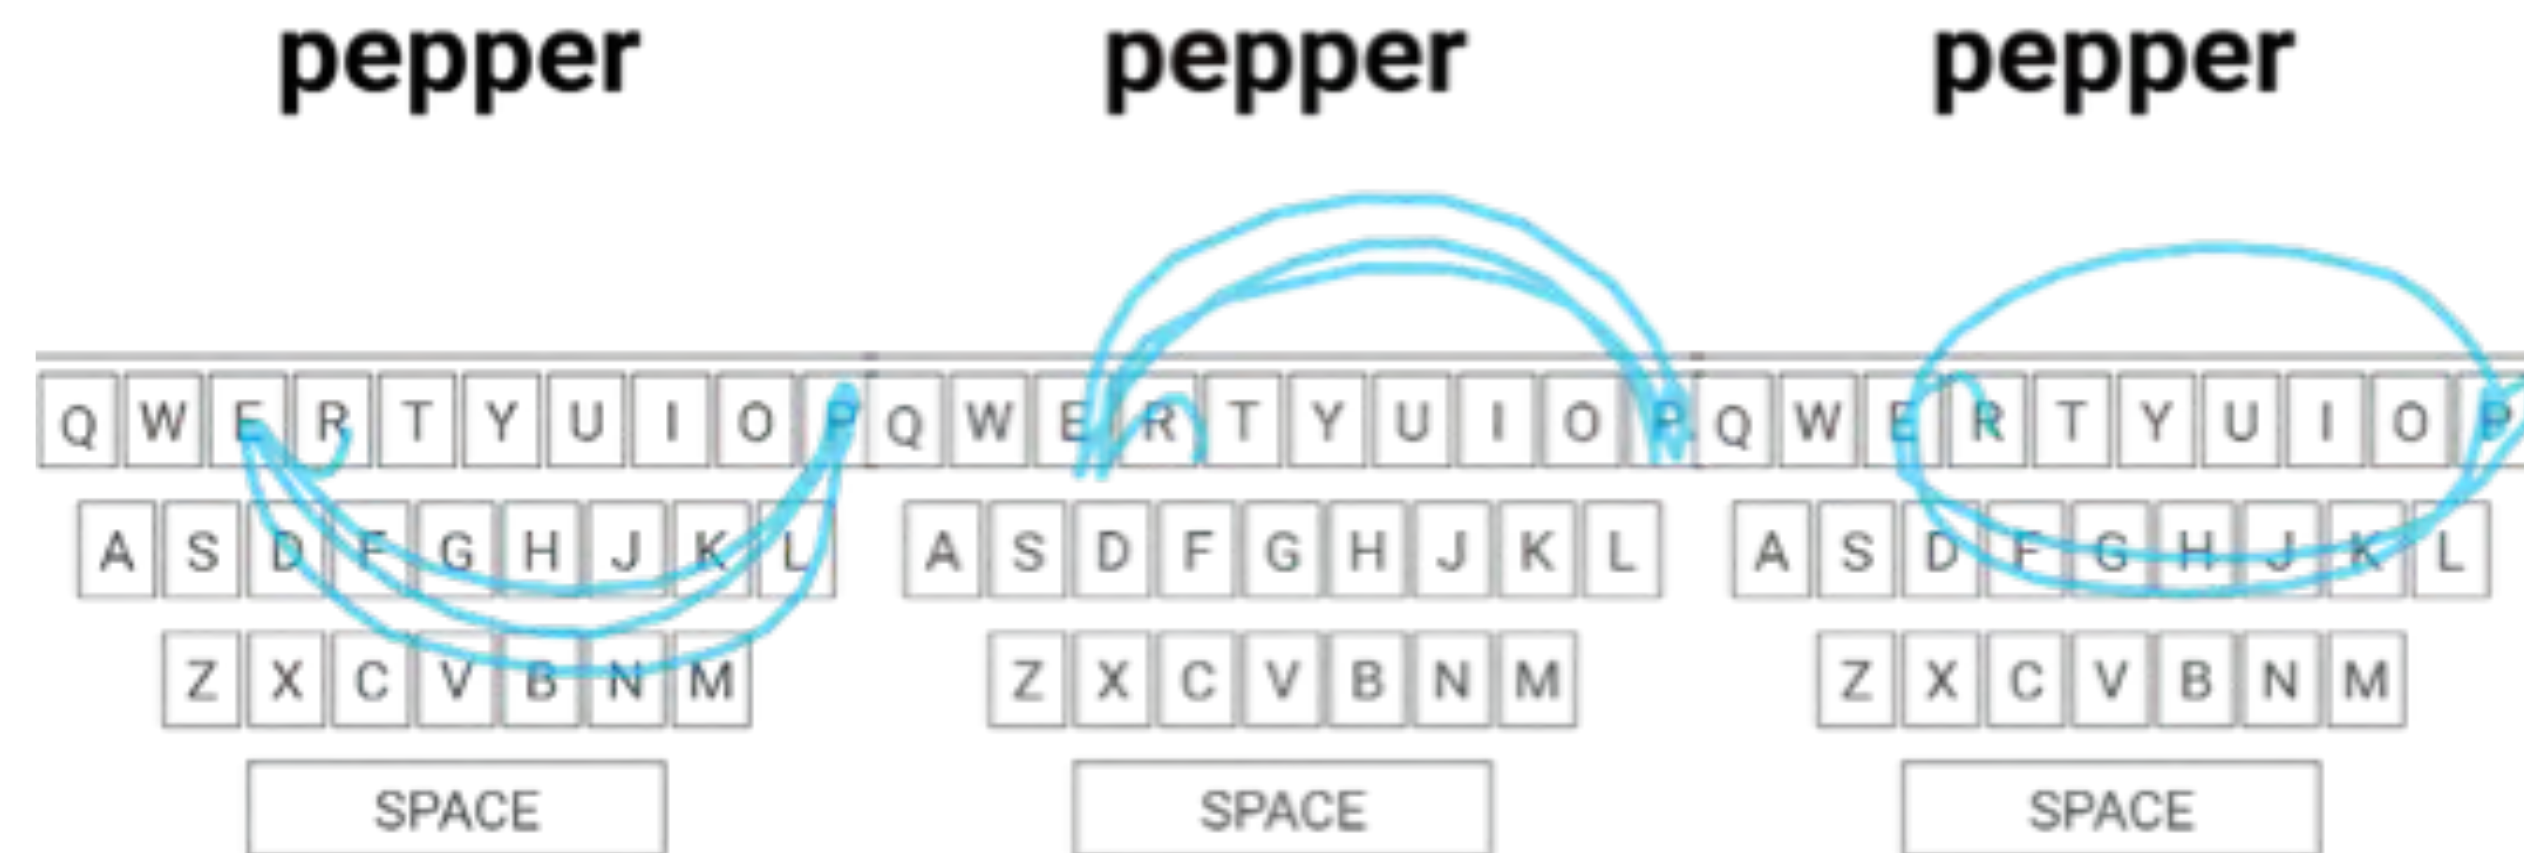 pepper pepper pepper
Q W E R T Y U I O P Q W E R T Y U I O P Q W E R T Y U I O P
A S D F G H J K L A S D F G H J K L A S D F G H J K L
Z X C V B N M Z X C V B N M Z X C V B N M
SPACE SPACE SPACE